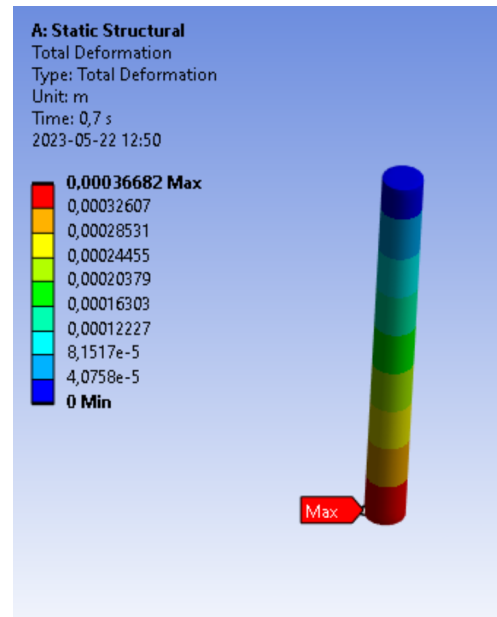 A: Static Structural
Total Deformation
Type: Total Deformation
Unit: m
Time: 0,7 s
2023-05-22 12:50
0,00036682 Max
0,00032607
0,00028531
0,00024455
0,00020379
0,00016303
0,00012227
8,1517e-5
4,0758e-5
0 Min
Max